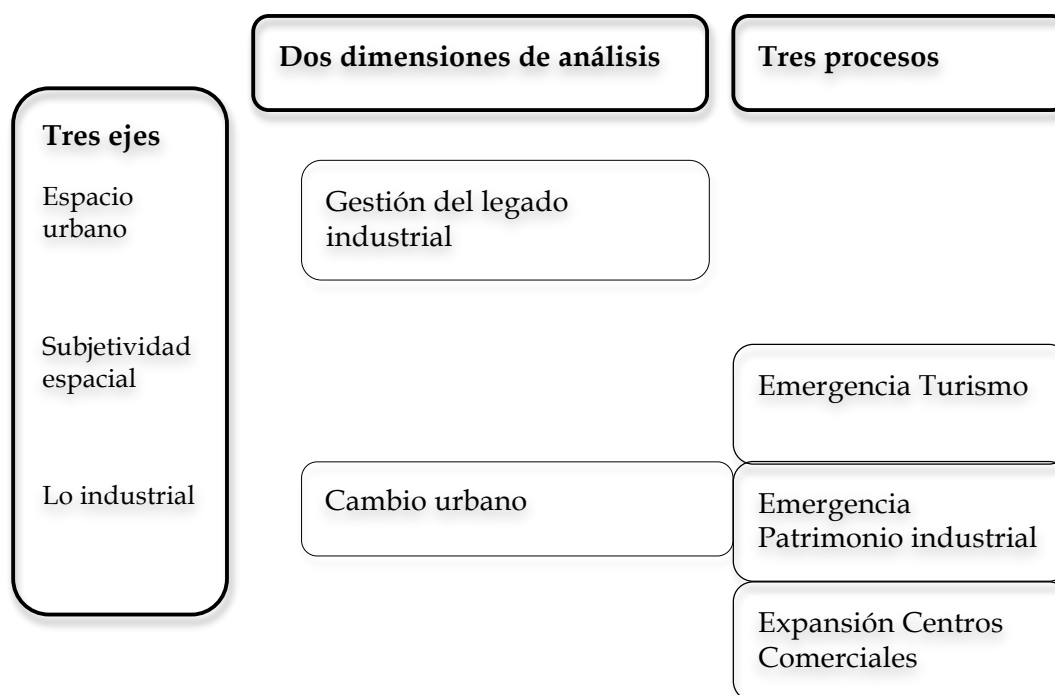 Dos dimensiones de análisis
Tres procesos
Tres ejes
Espacio
urbano
Gestión del legado
industrial
Subjetividad
espacial
Emergencia Turismo
Lo industrial
Cambio urbano
Emergencia
Patrimonio industrial
Expansión Centros
Comerciales